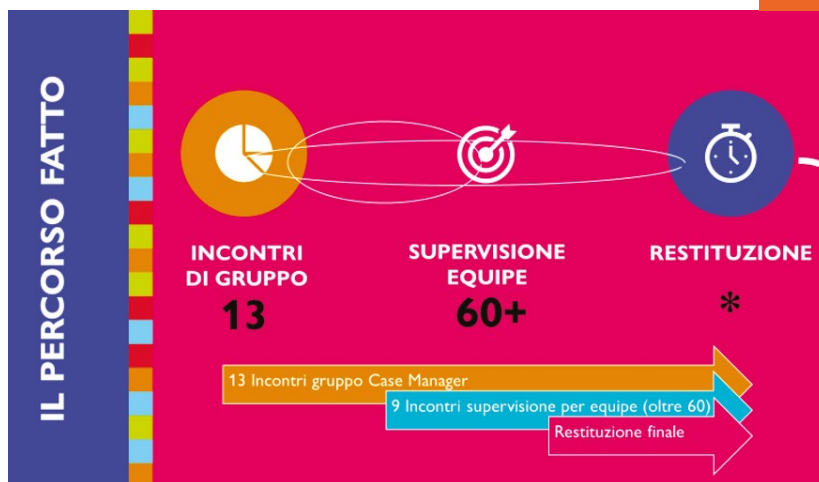 IL PERCORSO FATTO
INCONTRI
DI GRUPPO
13
SUPERVISIONE
EQUIPE
60+
RESTITUZIONE
*
13 Incontri gruppo Case Manager
9 Incontri supervisione per equipe (oltre 60)
Restituzione finale